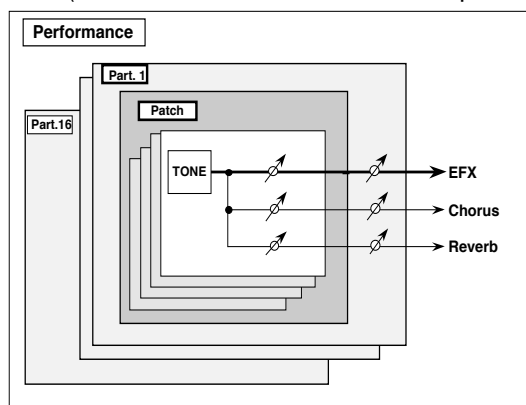 Performance
Part. 1
Patch
Part.16
TONE
EFX
Chorus
Reverb